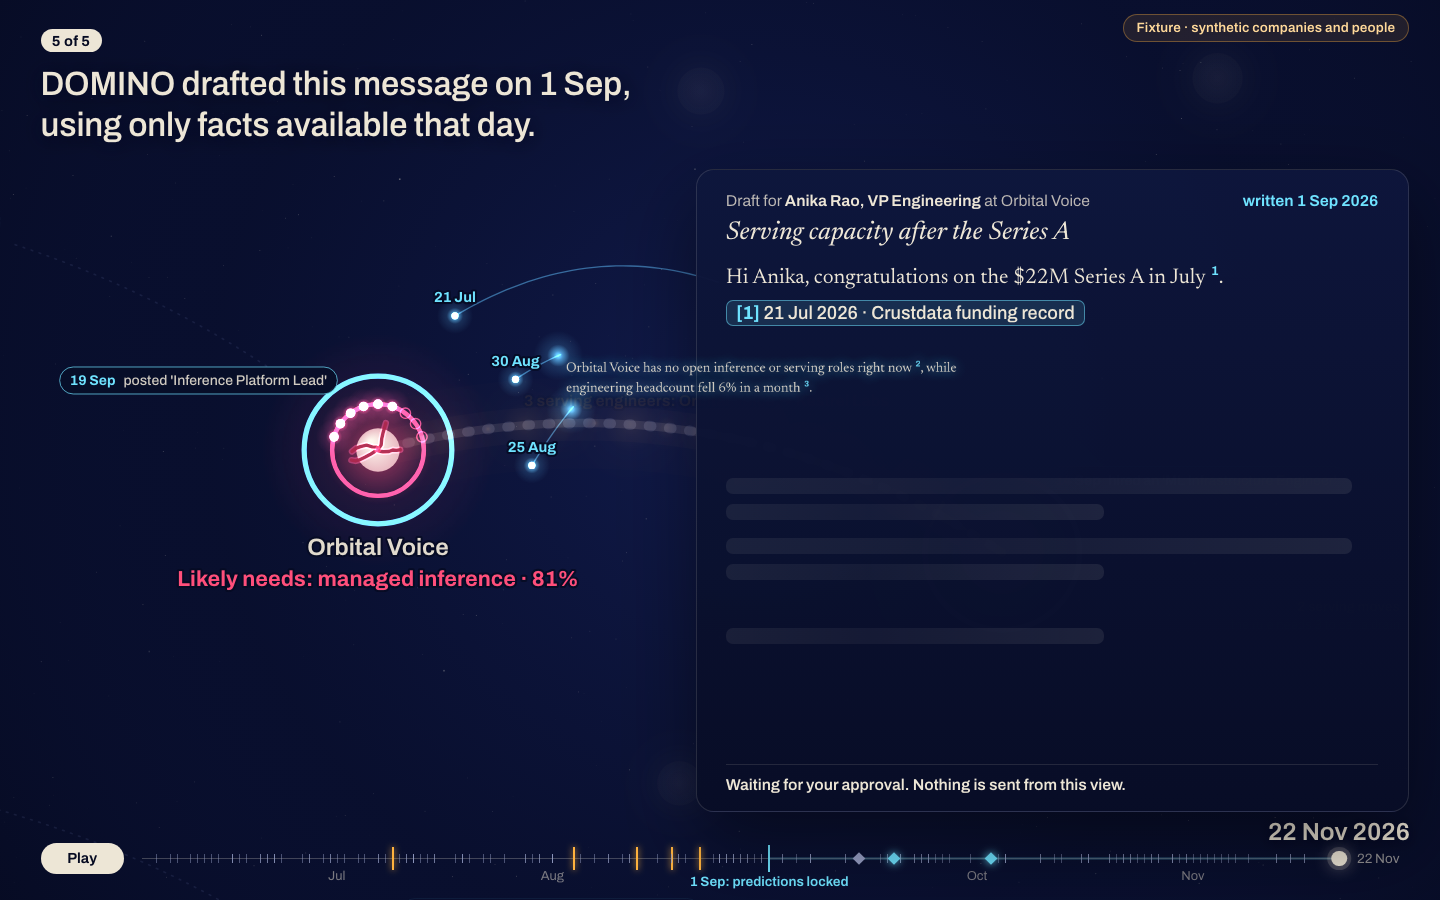 5 of 5
Fixture · synthetic companies and people
DOMINO drafted this message on 1 Sep,
using only facts available that day.
Draft for Anika Rao, VP Engineering at Orbital Voice
written 1 Sep 2026
Serving capacity after the Series A
Hi Anika, congratulations on the $22M Series A in July 1.
[1] 21 Jul 2026 · Crustdata funding record
21 Jul
30 Aug
Orbital Voice has no open inference or serving roles right now 2, while
engineering headcount fell 6% in a month 3.
19 Sep posted 'Inference Platform Lead'
3 serving engineers:
25 Aug
Orbital Voice
Likely needs: managed inference · 81%
Waiting for your approval. Nothing is sent from this view.
22 Nov 2026
Play
22 Nov
Jul
Aug
1 Sep: predictions locked
Oct
Nov